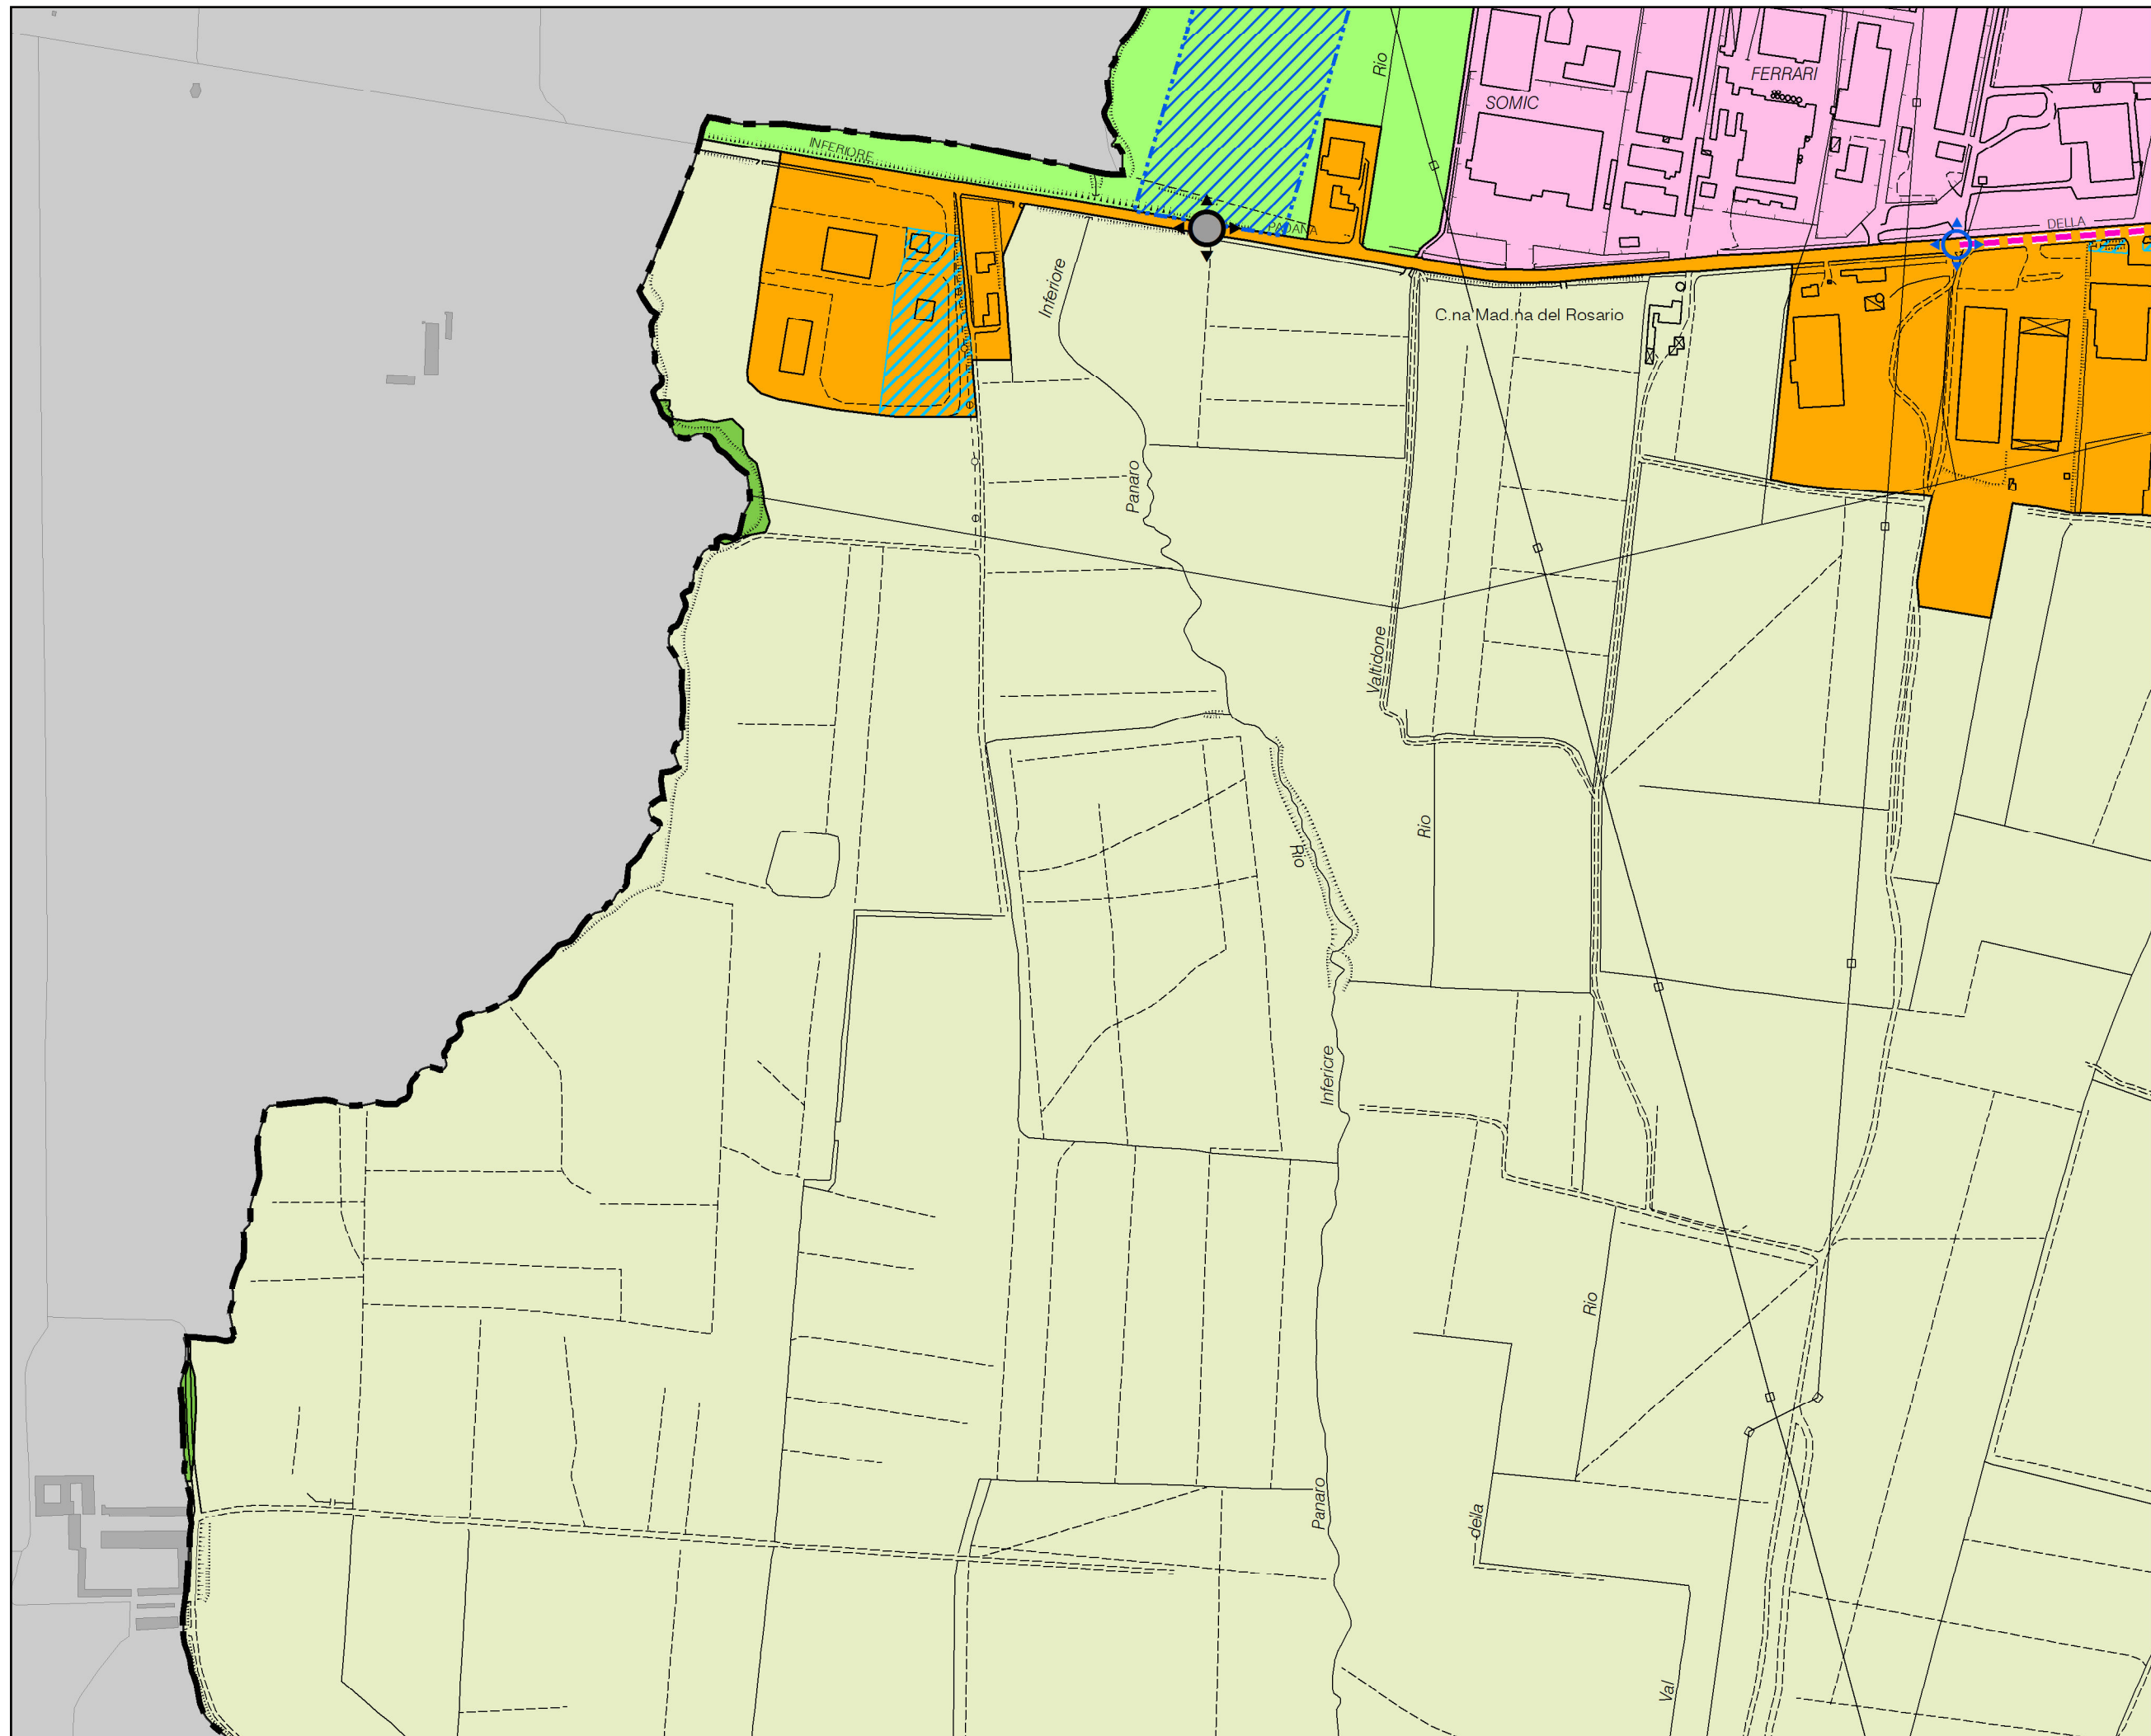 Rio
FERRARI
SOMIC
INFERIORE
PADANA
DELLA
Inferiore
C.na Mad.na del Rosario
Panaro
Valtidone
Rio
Rio
Inferiore
Rio
Panaro
della
Val